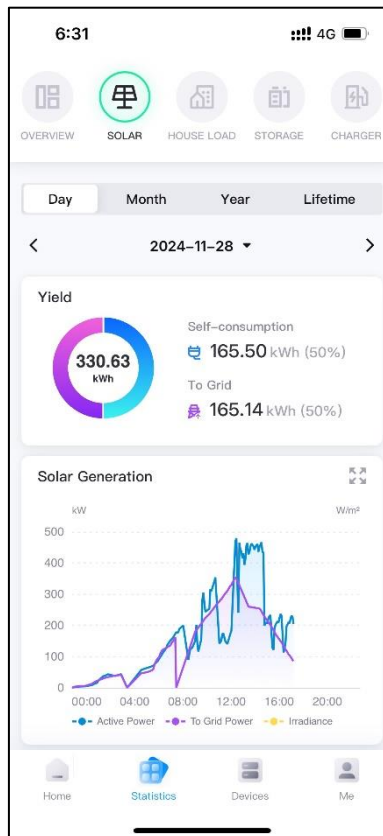 6:31
4G
OVERVIEW SOLAR HOUSE LOAD STORAGE CHARGER
Day Month Year Lifetime
2024-11-28
Yield
330.63
kWh
Self-consumption
165.50 kWh (50%)
To Grid
165.14 kWh (50%)
Solar Generation
kW W/m²
500
400
300
200
100
0
00:00 04:00 08:00 12:00 16:00 20:00
Active Power To Grid Power Irradiance
Home Statistics Devices Me